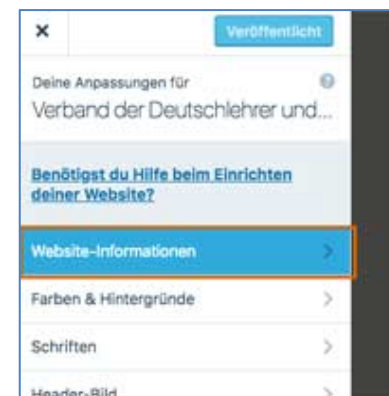 Veröffentlicht
Deine Anpassungen für
Verband der Deutschlehrer und...
Benötigst du Hilfe beim Einrichten
deiner Website?
Website-Informationen
Farben & Hintergründe
Schriften
Header-Bild